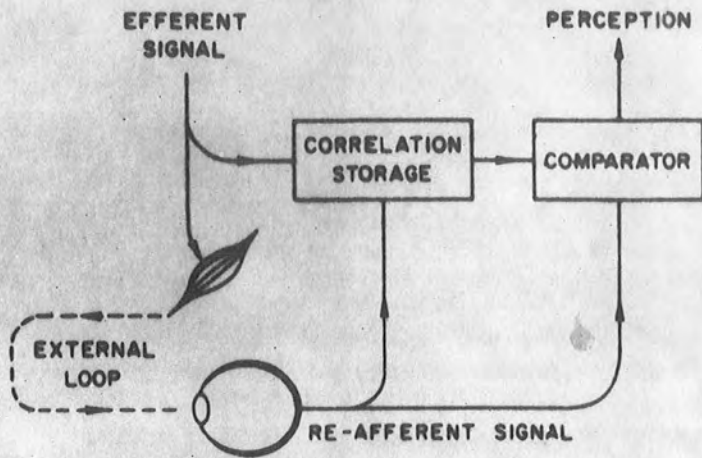 EFFERENT
SIGNAL
PERCEPTION
CORRELATION
STORAGE
COMPARATOR
EXTERNAL
LOOP
RE-AFFERENT SIGNAL